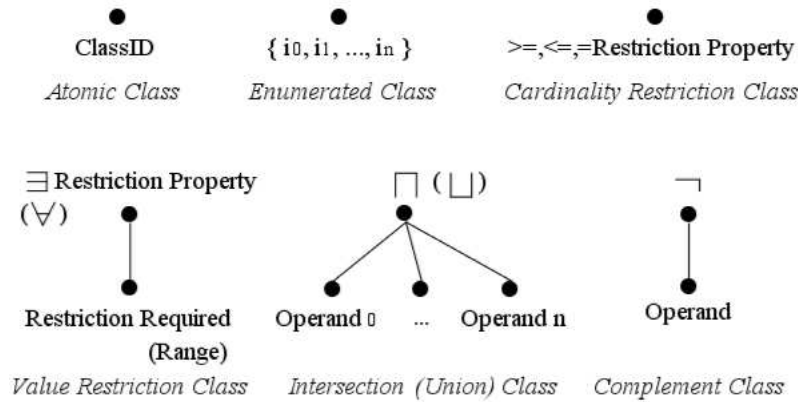 ClassID
{ i0, i1, ..., in }
>=,<=,=Restriction Property
Atomic Class
Enumerated Class
Cardinality Restriction Class
∃ Restriction Property
(∀)
⊓ (⊔)
¬
Restriction Required
(Range)
Operand 0 ... Operand n
Operand
Value Restriction Class
Intersection (Union) Class
Complement Class